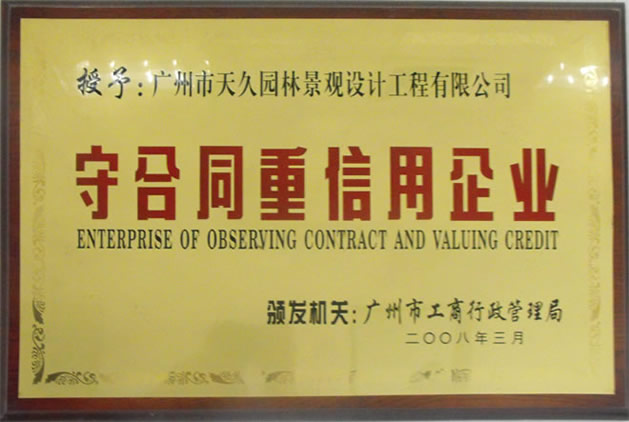 授予：广州市天久园林景观设计工程有限公司
守合同重信用企业
ENTERPRISE OF OBSERVING CONTRACT AND VALUING CREDIT
颁发机关：广州市工商行政管理局
二〇〇八年三月